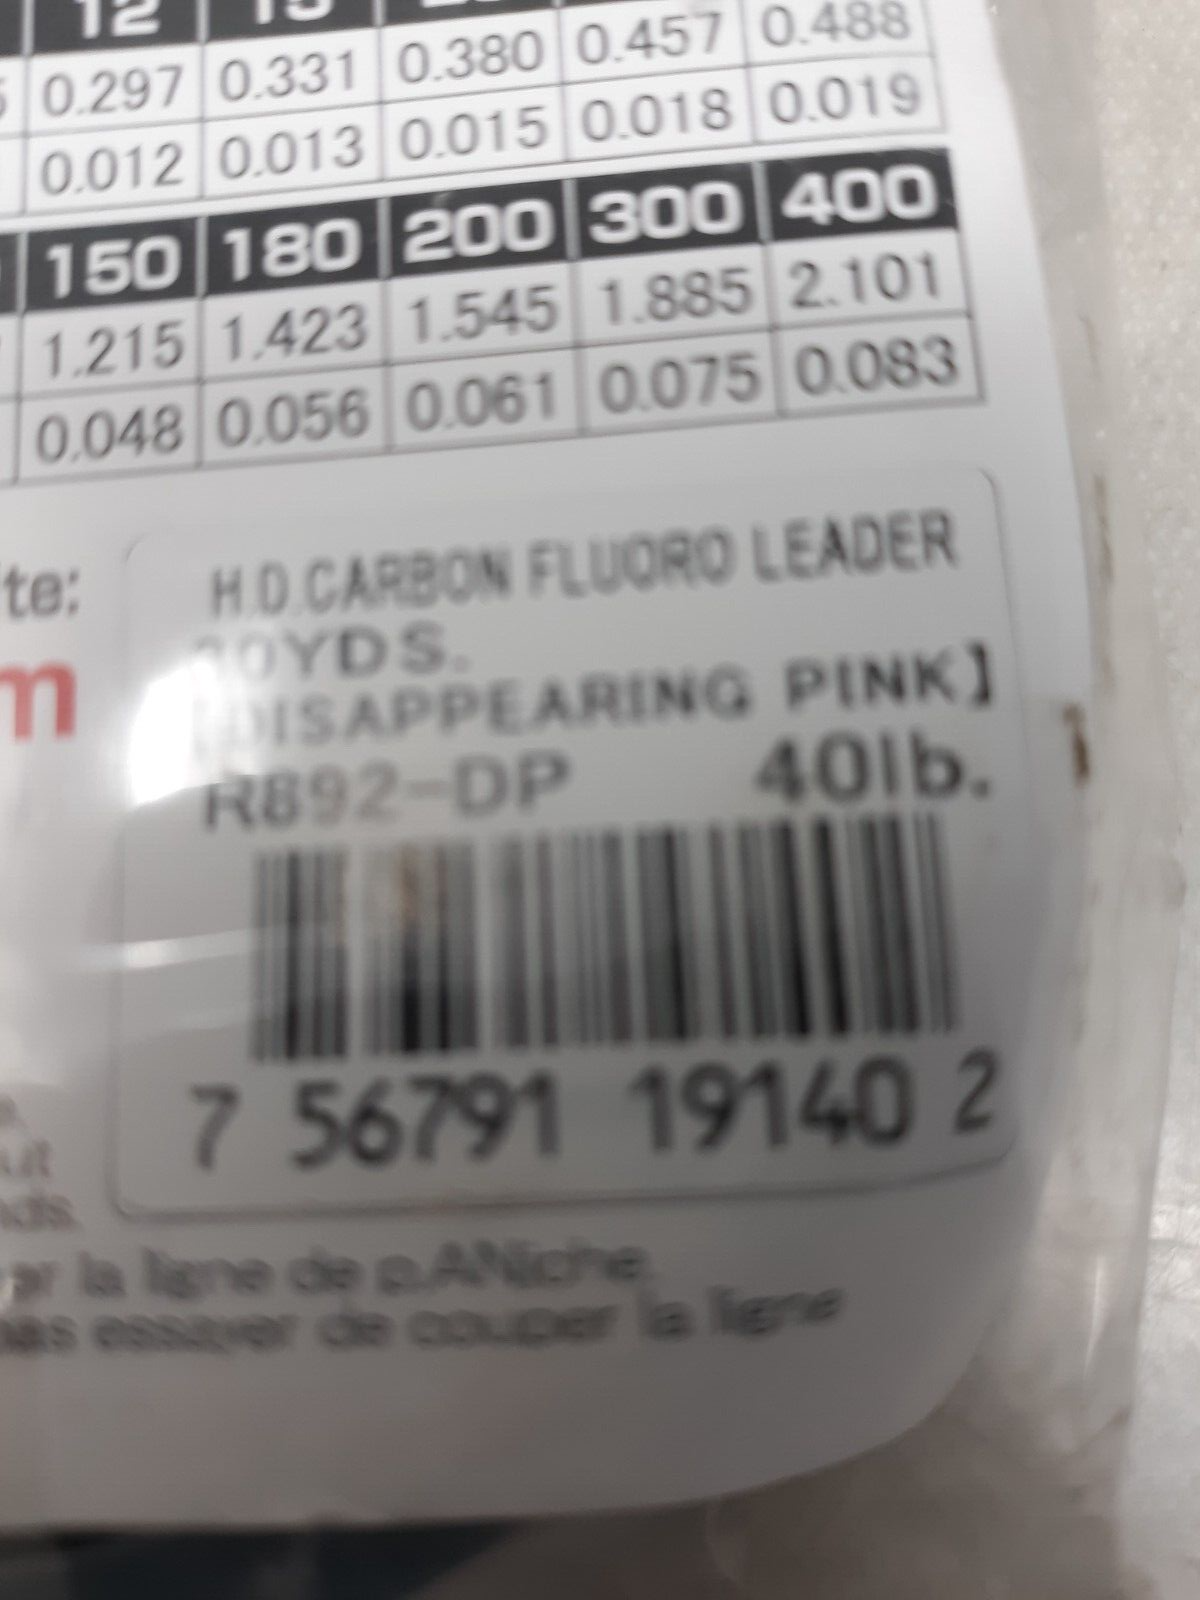 12
0.297 0.331 0.380 0.457 0.488
0.012 0.013 0.015 0.018 0.019
150 180 200 300 400
1.215 1.423 1.545 1.885 2.101
0.048 0.056 0.061 0.075 0.083
te:
m
H.D.CARBON FLUORO LEADER
YDS.
DISAPPEARING PINK】
R892-DP 40lb.
7 56791 19140 2
la ligne de
essayer de couper la ligne